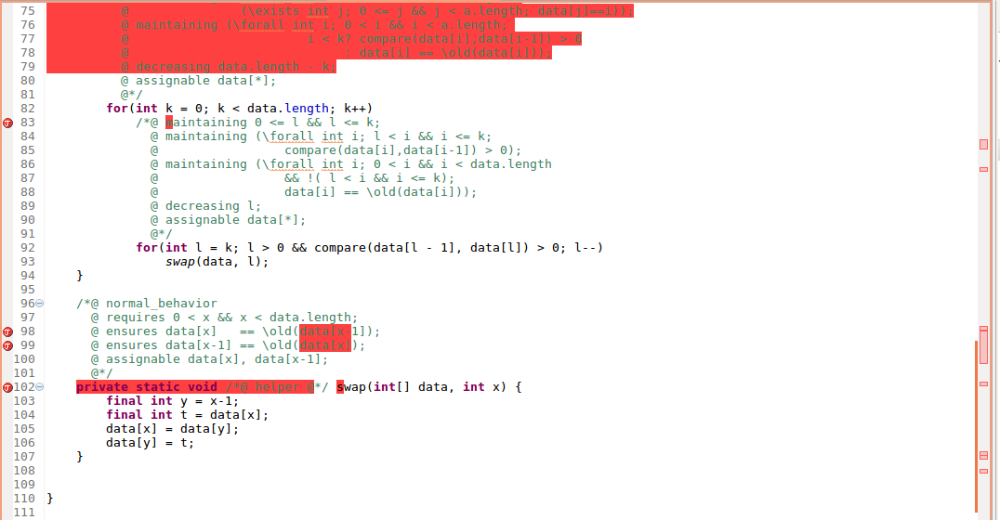 75 @ (\exists int j; 0 <= j && j < a.length; data[j]==i));
76 @ maintaining (\forall int i; 0 < i && i < a.length;
77 @ i < k? compare(data[i],data[i-1]) > 0
78 @ : data[i] == \old(data[i]));
79 @ decreasing data.length - k;
80 @ assignable data[*];
81 @*/
82 for(int k = 0; k < data.length; k++)
83 /*@ maintaining 0 <= l && l <= k;
84 @ maintaining (\forall int i; l < i && i <= k;
85 @ compare(data[i],data[i-1]) > 0);
86 @ maintaining (\forall int i; 0 < i && i < data.length
87 @ && !( l < i && i <= k);
88 @ data[i] == \old(data[i]));
89 @ decreasing l;
90 @ assignable data[*];
91 @*/
92 for(int l = k; l > 0 && compare(data[l - 1], data[l]) > 0; l--)
93 swap(data, l);
94 }
95
96 /*@ normal_behavior
97 @ requires 0 < x && x < data.length;
98 @ ensures data[x] == \old(data[x-1]);
99 @ ensures data[x-1] == \old(data[x]);
100 @ assignable data[x], data[x-1];
101 @*/
102 private static void /*@ helper @*/ swap(int[] data, int x) {
103 final int y = x-1;
104 final int t = data[x];
105 data[x] = data[y];
106 data[y] = t;
107 }
108
109
110 }
111